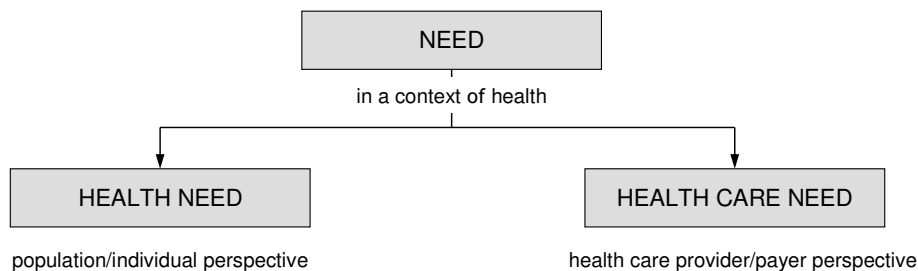 NEED
in a context of health
HEALTH NEED
HEALTH CARE NEED
population/individual perspective
health care provider/payer perspective